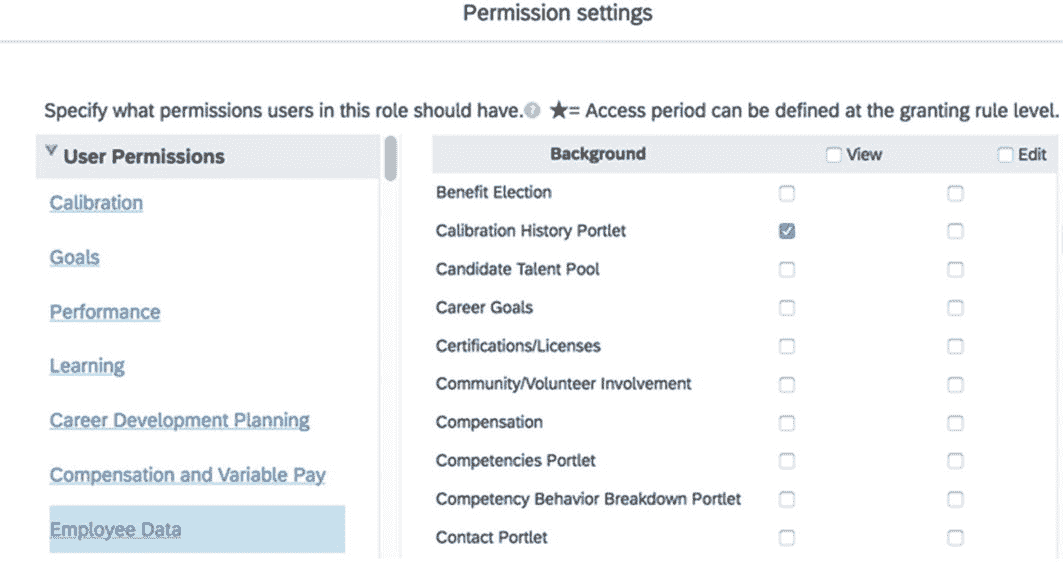 Permission settings
Specify what permissions users in this role should have. ? ★= Access period can be defined at the granting rule level.
User Permissions
Calibration
Goals
Performance
Learning
Career Development Planning
Compensation and Variable Pay
Employee Data
Background View Edit
Benefit Election
Calibration History Portlet
Candidate Talent Pool
Career Goals
Certifications/Licenses
Community/Volunteer Involvement
Compensation
Competencies Portlet
Competency Behavior Breakdown Portlet
Contact Portlet